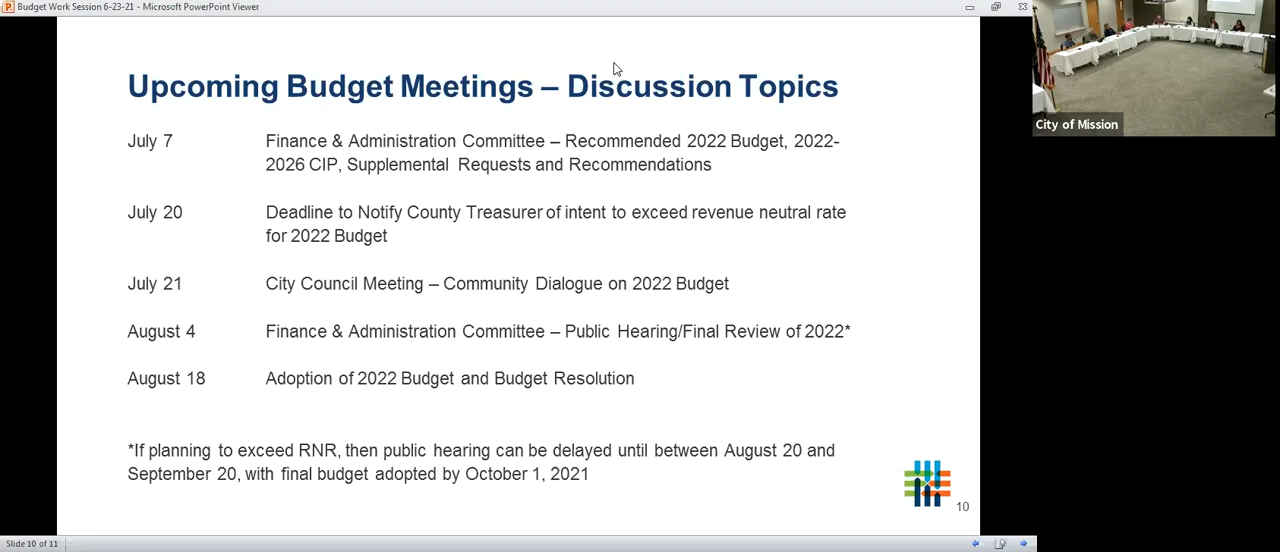 Budget Work Session 6-23-21 - Microsoft PowerPoint Viewer
Upcoming Budget Meetings – Discussion Topics
July 7 Finance & Administration Committee – Recommended 2022 Budget, 2022-
2026 CIP, Supplemental Requests and Recommendations
July 20 Deadline to Notify County Treasurer of intent to exceed revenue neutral rate
for 2022 Budget
July 21 City Council Meeting – Community Dialogue on 2022 Budget
August 4 Finance & Administration Committee – Public Hearing/Final Review of 2022*
August 18 Adoption of 2022 Budget and Budget Resolution
*If planning to exceed RNR, then public hearing can be delayed until between August 20 and
September 20, with final budget adopted by October 1, 2021
10
Slide 10 of 11
City of Mission